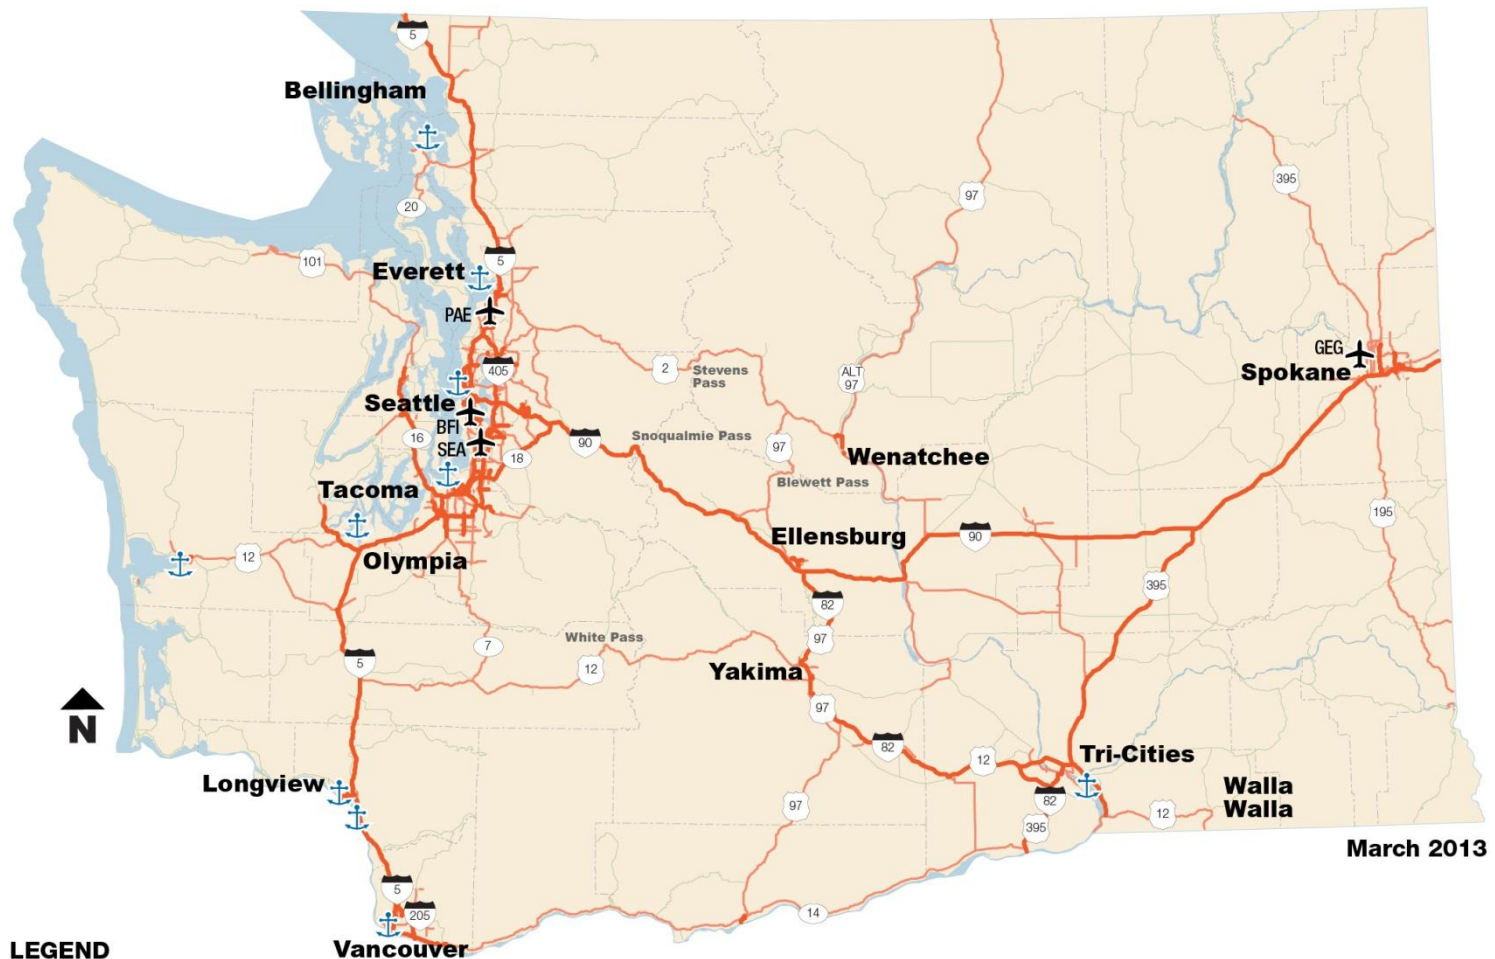 5
Bellingham
97
395
20
101
Everett
5
PAE
GEG
Spokane
2
Stevens
Pass
405
ALT
97
Seattle
BFI
SEA
16
18
90
Snoqualmie Pass
97
Wenatchee
Blewett Pass
Tacoma
195
Ellensburg
90
12
Olympia
395
82
97
7
White Pass
12
5
Yakima
97
82
12
Tri-Cities
Longview
82
Walla
Walla
97
395
12
March 2013
N
5
205
14
Vancouver
LEGEND